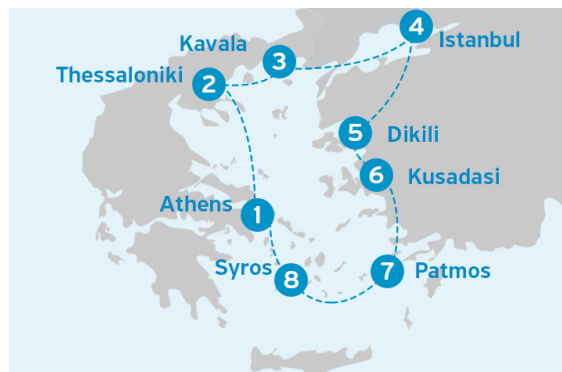 4
Istanbul
Kavala
3
Thessaloniki
2
5
Dikili
6
Kusadasi
Athens
1
Syros
8
7
Patmos